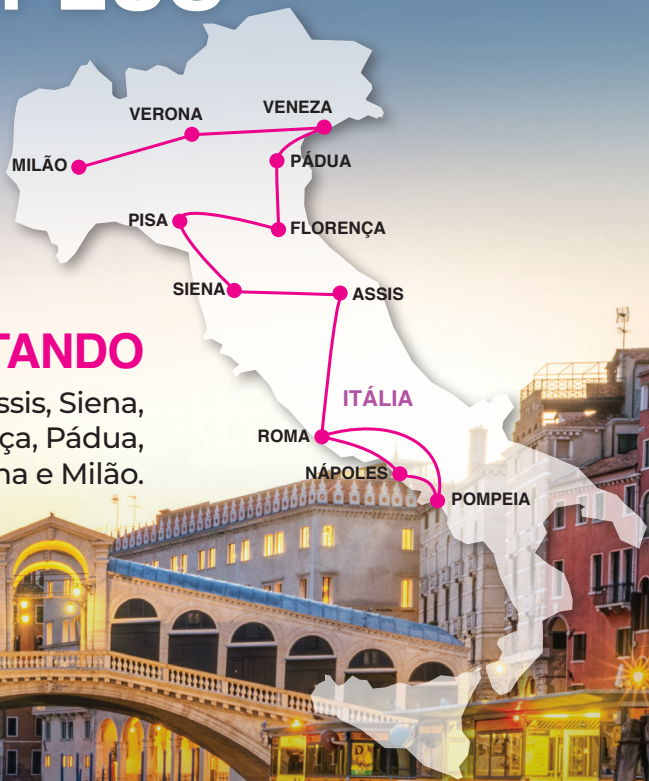 VENEZA
VERONA
MILÃO
PÁDUA
PISA
FLORENÇA
SIENA
ASSIS
TANDO
ssis, Siena,
ça, Pádua,
na e Milão.
ITÁLIA
ROMA
NÁPOLES
POMPEIA